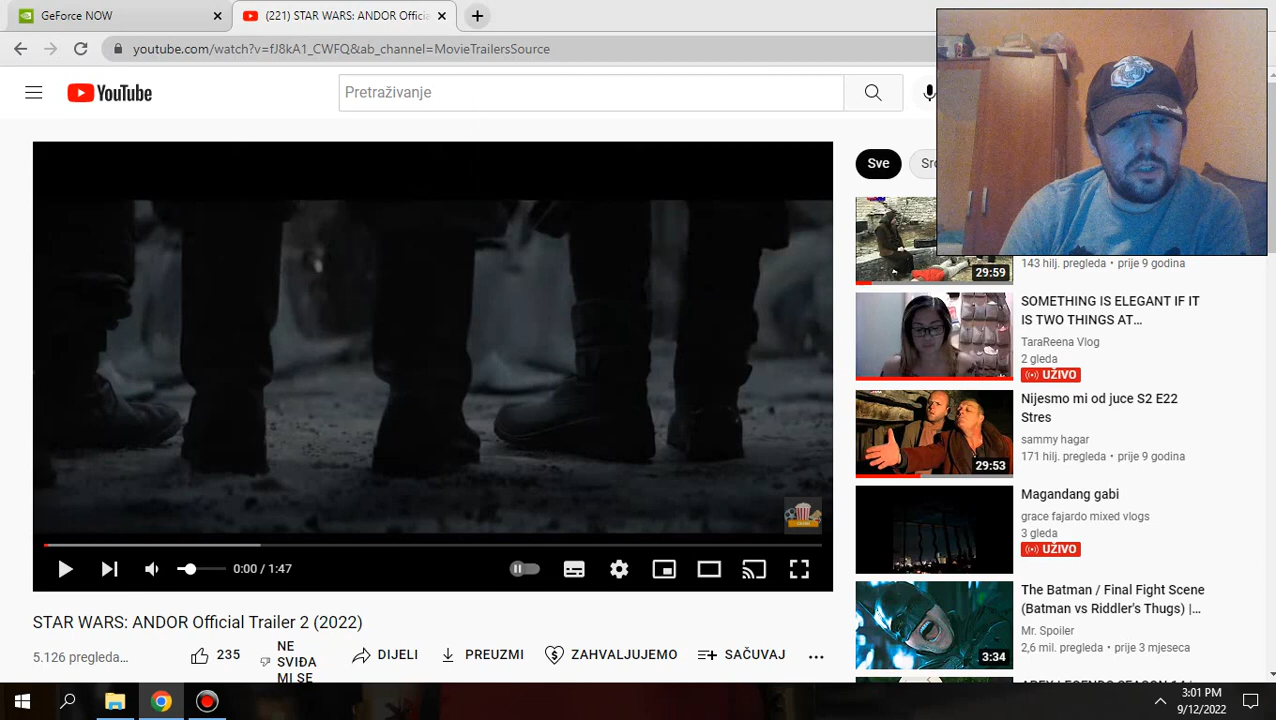 GeForce NOW
(221) STAR WARS: ANDOR Officia
youtube.com/watch?v=fJ8kA1_CWFQ&ab_channel=MovieTrailersSource
YouTube
Pretraživanje
Sve
29:59
143 hilj. pregleda • prije 9 godina
SOMETHING IS ELEGANT IF IT
IS TWO THINGS AT…
TaraReena Vlog
2 gleda
UŽIVO
Nijesmo mi od juce S2 E22
Stres
sammy hagar
171 hilj. pregleda • prije 9 godina
29:53
Magandang gabi
grace fajardo mixed vlogs
3 gleda
UŽIVO
The Batman / Final Fight Scene
(Batman vs Riddler's Thugs) |…
Mr. Spoiler
2,6 mil. pregleda • prije 3 mjeseca
3:34
0:00 / 1:47
STAR WARS: ANDOR Official Trailer 2 (2022)
5.126 pregleda…
235
NE
SVIĐA
MI SE
DIJELI
PREUZMI
ZAHVALJUJEMO
SAČUVAJ
3:01 PM
9/12/2022